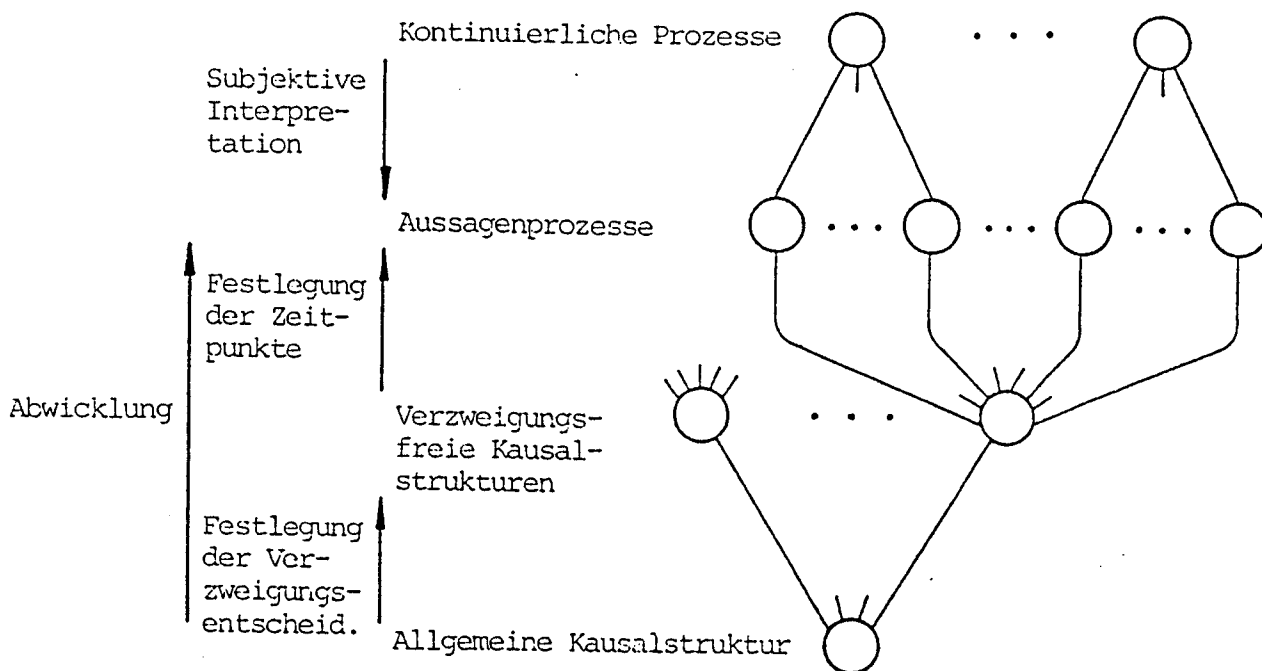 Kontinuierliche Prozesse
Subjektive
Interpre-
tation
Aussagenprozesse
Festlegung
der Zeit-
punkte
Abwicklung
Verzweigungs-
freie Kausal-
strukturen
Festlegung
der Ver-
zweigungs-
entscheid.
Allgemeine Kausalstruktur